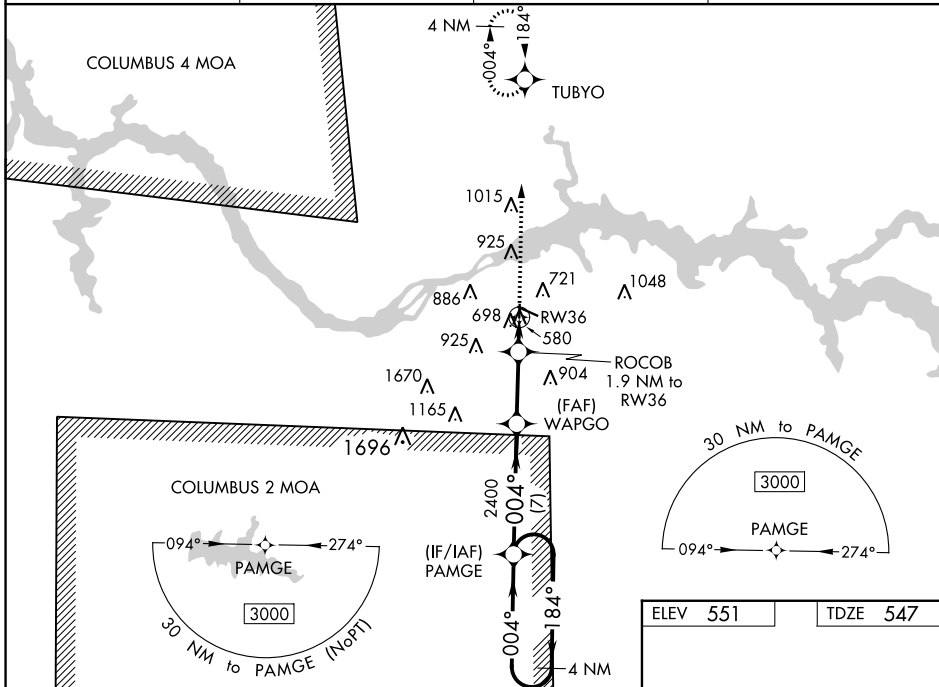 4 NM
184°
004°
COLUMBUS 4 MOA
TUBYO
1015
925
886
721
1048
698
RW36
580
925
ROCOB
1.9 NM to
RW36
904
1670
1165
(FAF)
WAPGO
1696
COLUMBUS 2 MOA
2400
004°
(7)
30 NM to PAMGE
3000
PAMGE
094°
274°
094°
274°
PAMGE
3000
30 NM to PAMGE (NoPT)
(IF/IAF)
PAMGE
004°
184°
4 NM
ELEV 551
TDZE 547